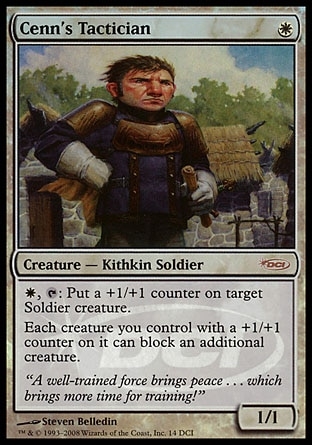 Cenn's Tactician
Creature — Kithkin Soldier
DCI
, : Put a +1/+1 counter on target
Soldier creature.
Each creature you control with a +1/+1
counter on it can block an additional
creature.
DCI
"A well-trained force brings peace . . . which
brings more time for training!"
Steven Belledin
™ & © 1993–2008 Wizards of the Coast, Inc. 14 DCI
1/1